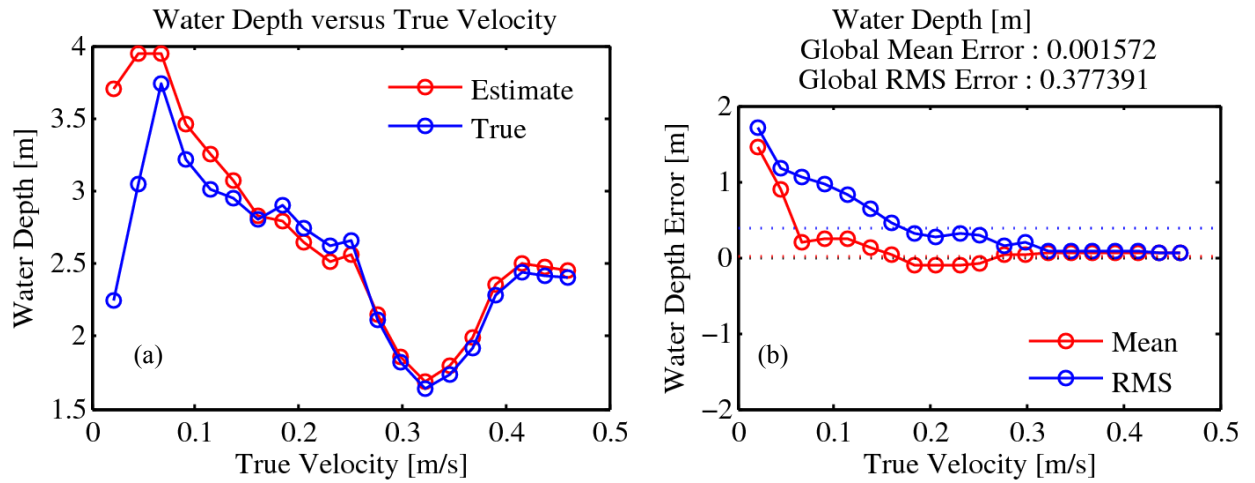 Water Depth versus True Velocity
4
3.5
3
2.5
2
1.5
Water Depth [m]
Estimate
True
(a)
0 0.1 0.2 0.3 0.4 0.5
True Velocity [m/s]
Water Depth [m]
Global Mean Error : 0.001572
Global RMS Error : 0.377391
2
1
0
−1
−2
Water Depth Error [m]
(b)
Mean
RMS
0 0.1 0.2 0.3 0.4 0.5
True Velocity [m/s]